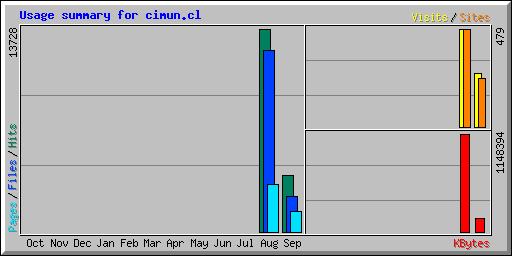 Usage summary for cimun.cl
Visits / Sites
13728
479
Pages / Files / Hits
1148394
Oct Nov Dec Jan Feb Mar Apr May Jun Jul Aug Sep
KBytes